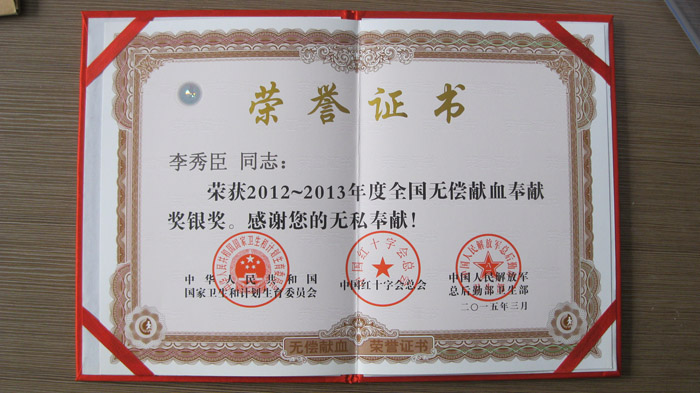 荣誉证书
李秀臣 同志：
荣获2012~2013年度全国无偿献血奉献
奖银奖。感谢您的无私奉献！
中华人民共和国
国家卫生和计划生育委员会
中国红十字会总会
中国人民解放军
总后勤部卫生部
二〇一五年三月
无偿献血 荣誉证书